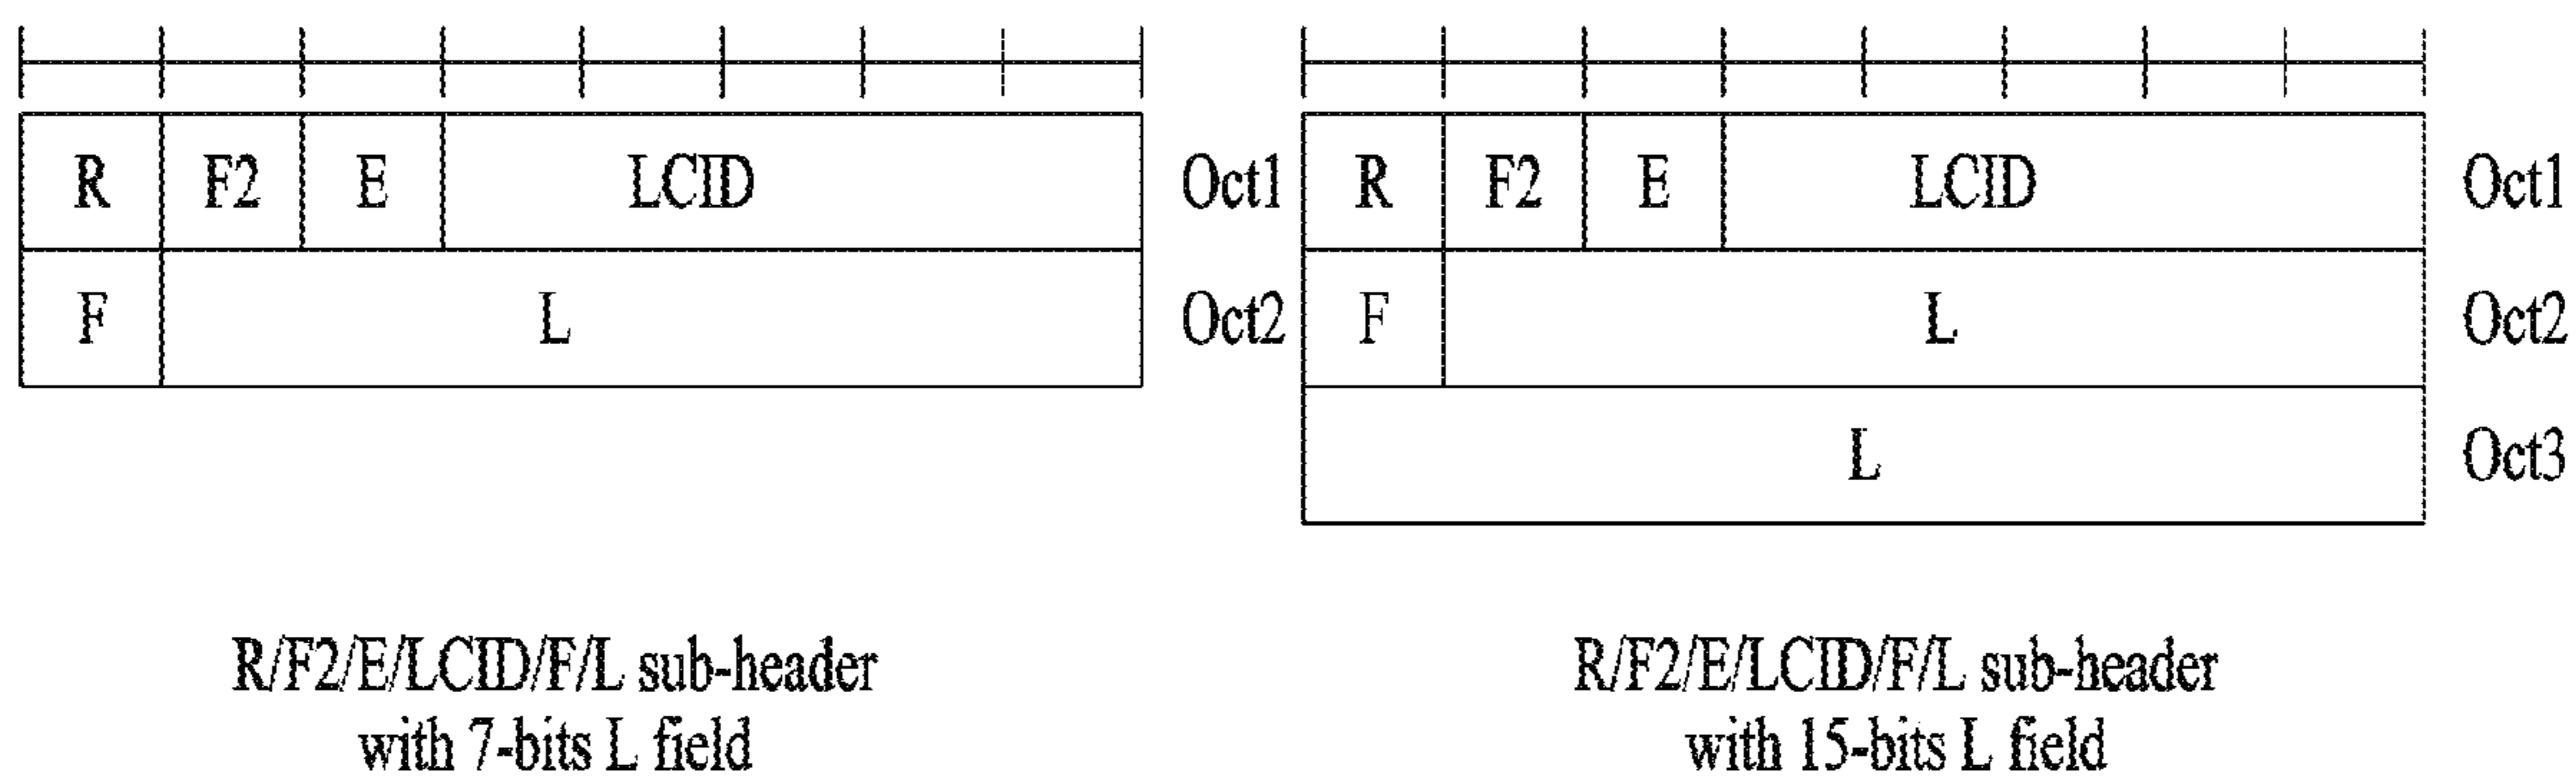 R F2 E LCID Oct1
F L Oct2
R/F2/E/LCID/F/L sub-header
with 7-bits L field
R F2 E LCID Oct1
F L Oct2
L Oct3
R/F2/E/LCID/F/L sub-header
with 15-bits L field